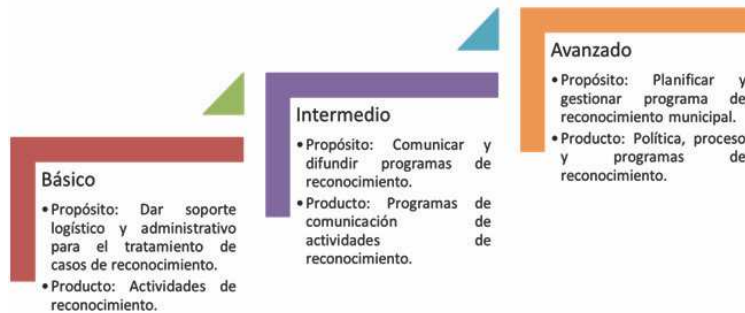 Básico
•Propósito: Dar soporte
logístico y administrativo
para el tratamiento de
casos de reconocimiento.
•Producto: Actividades de
reconocimiento.
Intermedio
•Propósito: Comunicar y
difundir programas de
reconocimiento.
•Producto: Programas de
comunicación de
actividades de
reconocimiento.
Avanzado
•Propósito: Planificar y
gestionar programa de
reconocimiento municipal.
•Producto: Política, proceso
y programas de
reconocimiento.